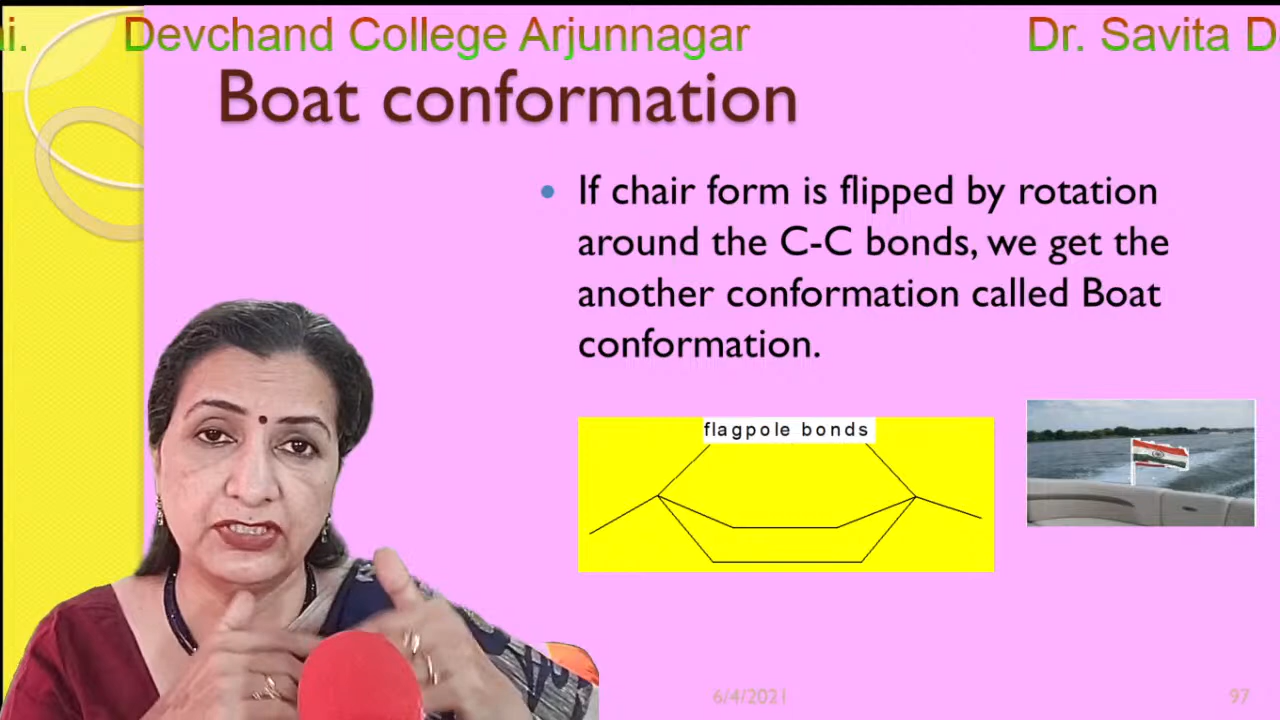 i. Devchand College Arjunnagar Dr. Savita D
Boat conformation
• If chair form is flipped by rotation
around the C-C bonds, we get the
another conformation called Boat
conformation.
flagpole bonds
6/4/2021 97